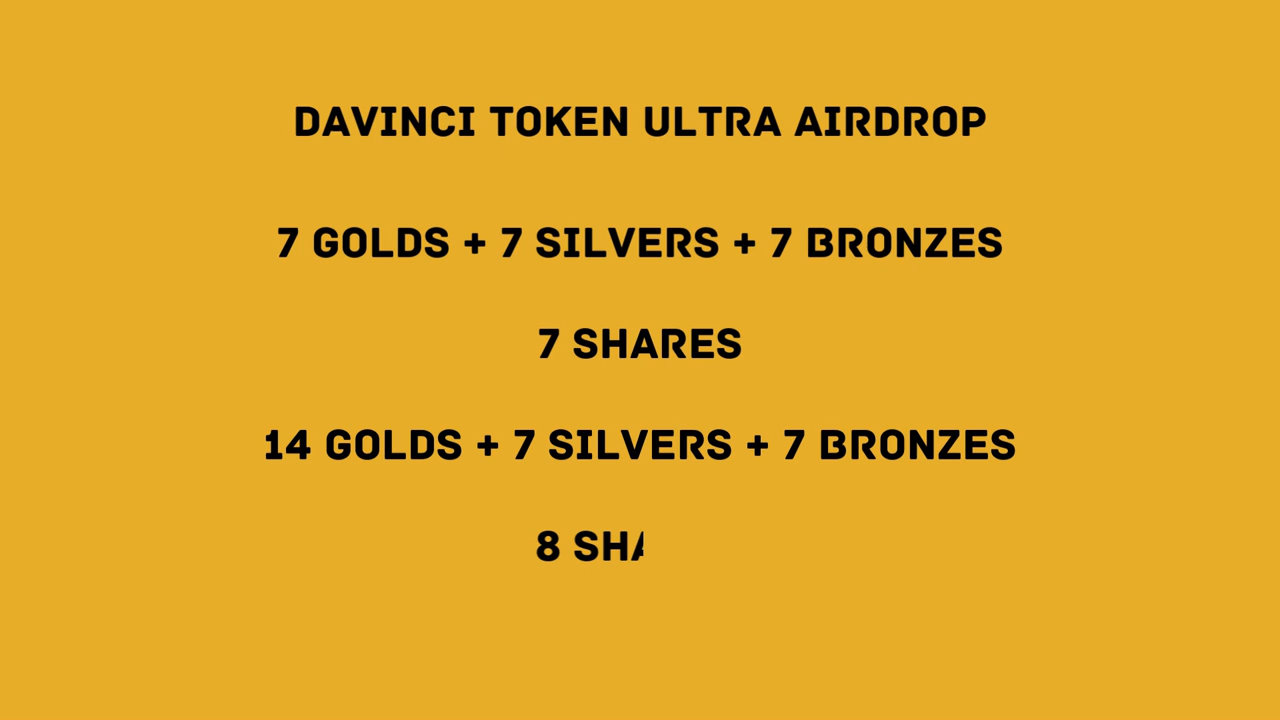 DAVINCI TOKEN ULTRA AIRDROP
7 GOLDS + 7 SILVERS + 7 BRONZES
7 SHARES
14 GOLDS + 7 SILVERS + 7 BRONZES
8